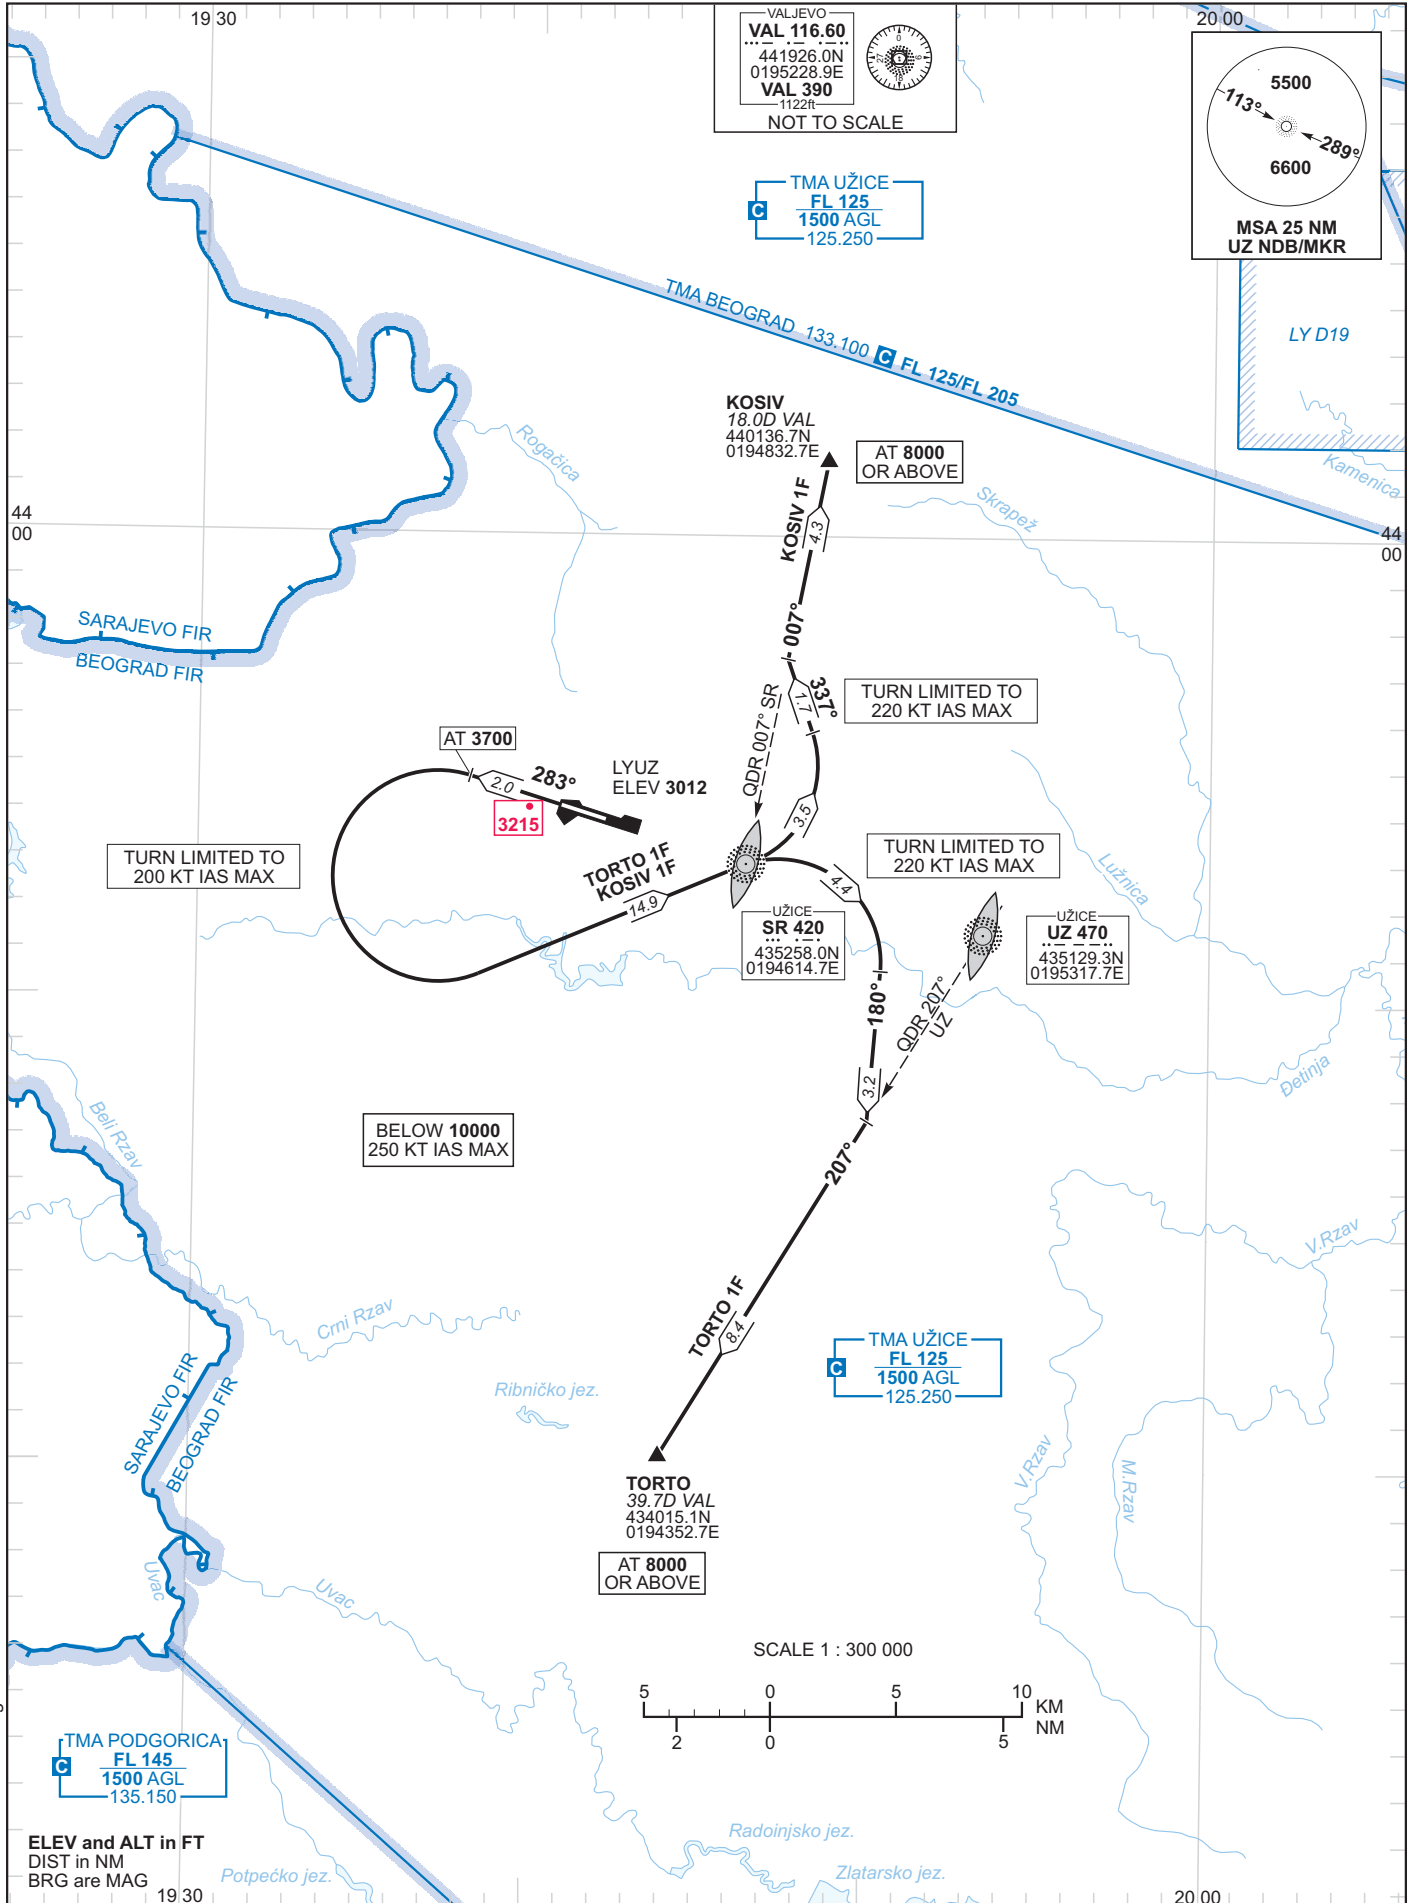 19 30
20 00
VALJEVO
VAL 116.60
441926.0N
0195228.9E
VAL 390
1122ft
NOT TO SCALE
0
9
18
27
5500
113°
289°
6600
MSA 25 NM
UZ NDB/MKR
TMA UŽICE
C
FL 125
1500 AGL
125.250
TMA BEOGRAD 133.100 C FL 125/FL 205
LY D19
KOSIV
18.0D VAL
440136.7N
0194832.7E
AT 8000
OR ABOVE
Rogačica
Kamenica
Skrapež
44
00
44
00
KOSIV 1F
4.3
007°
SARAJEVO FIR
BEOGRAD FIR
337°
1.7
QDR 007° SR
TURN LIMITED TO
220 KT IAS MAX
AT 3700
2.0
283°
LYUZ
ELEV 3012
3215
3.5
TURN LIMITED TO
200 KT IAS MAX
TORTO 1F
KOSIV 1F
14.9
TURN LIMITED TO
220 KT IAS MAX
4.4
Lužnica
UŽICE
SR 420
435258.0N
0194614.7E
UŽICE
UZ 470
435129.3N
0195317.7E
180°
QDR 207°
UZ
3.2
Đetinja
Beli Rzav
BELOW 10000
250 KT IAS MAX
207°
V.Rzav
Crni Rzav
TORTO 1F
8.4
TMA UŽICE
C
FL 125
1500 AGL
125.250
SARAJEVO FIR
BEOGRAD FIR
Ribničko jez.
V.Rzav
M.Rzav
TORTO
39.7D VAL
434015.1N
0194352.7E
AT 8000
OR ABOVE
Uvac
Uvac
SCALE 1 : 300 000
5 0 5 10 KM
2 0 5 NM
TMA PODGORICA
C
FL 145
1500 AGL
135.150
ELEV and ALT in FT
DIST in NM
BRG are MAG
Potpećko jez.
Radoinjsko jez.
Zlatarsko jez.
19 30
20 00